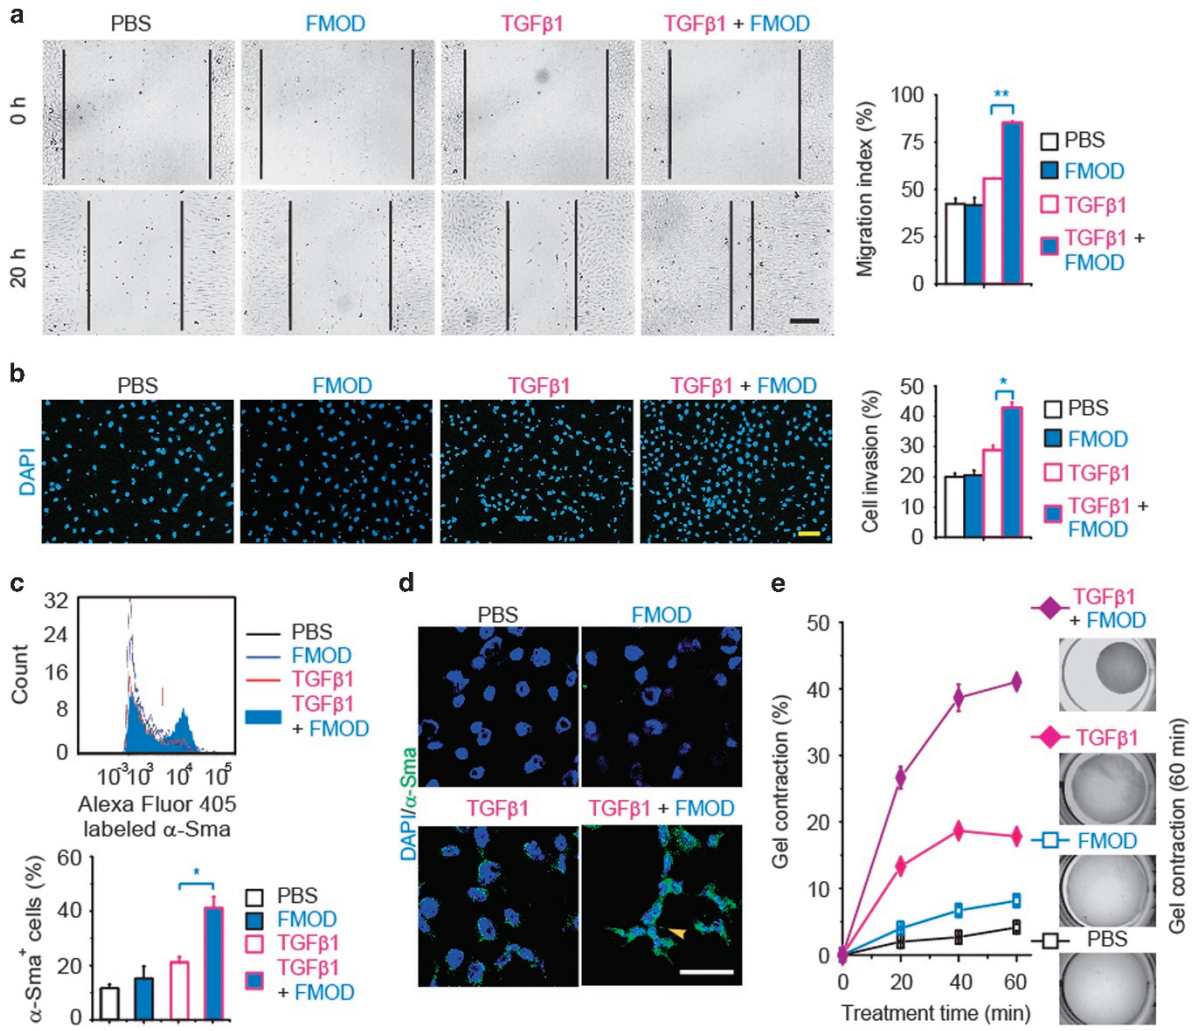 a
PBS FMOD TGFβ1 TGFβ1 + FMOD
0 h
20 h
Migration index (%)
100
75
50
25
0
**
PBS
FMOD
TGFβ1
TGFβ1 +
FMOD
b
PBS FMOD TGFβ1 TGFβ1 + FMOD
DAPI
Cell invasion (%)
50
40
30
20
10
0
*
PBS
FMOD
TGFβ1
TGFβ1 +
FMOD
c
Count
32
24
16
8
0
10-3 103 104 105
Alexa Fluor 405
labeled α-Sma
PBS
FMOD
TGFβ1
TGFβ1
+ FMOD
α-Sma+ cells (%)
60
40
20
0
*
PBS
FMOD
TGFβ1
TGFβ1
+ FMOD
d
PBS FMOD
TGFβ1 TGFβ1 + FMOD
DAPI/α-Sma
e
Gel contraction (%)
50
40
30
20
10
0
0 20 40 60
Treatment time (min)
TGFβ1
+ FMOD
TGFβ1
FMOD
PBS
Gel contraction (60 min)